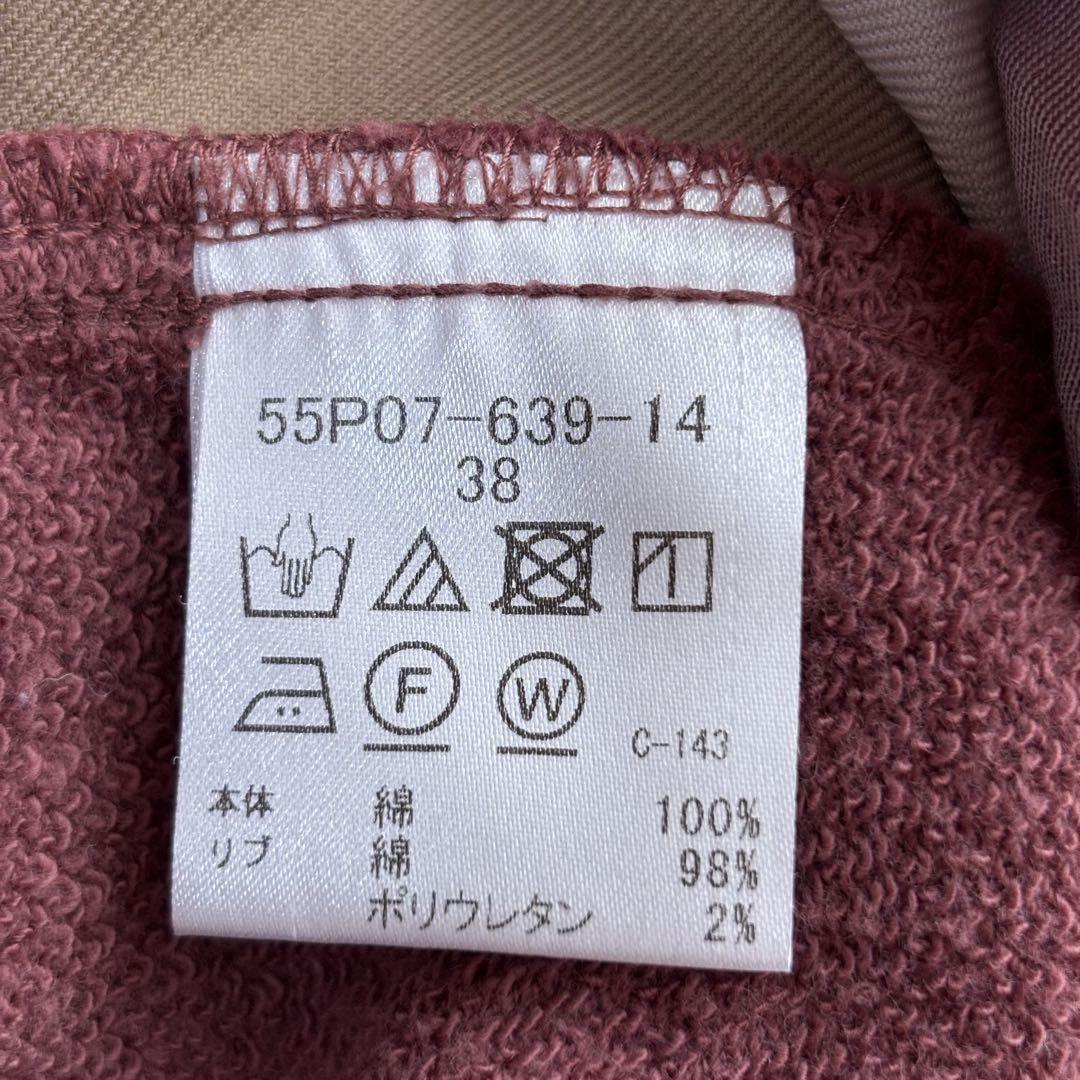 55P07-639-14
38
F W C-143
本体 綿 100%
リブ 綿 98%
ポリウレタン 2%